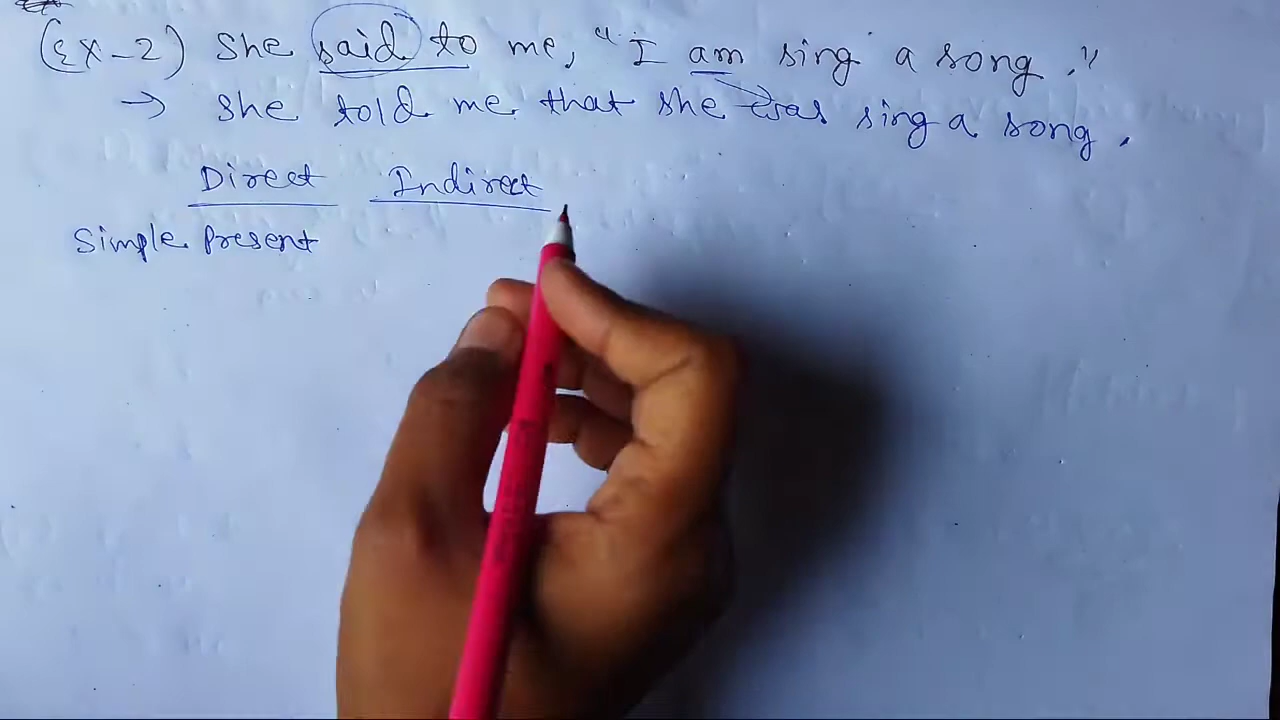 (Ex-2) She said to me, "I am sing a song."
→ She told me that she was sing a song.
Direct Indirect
Simple Present